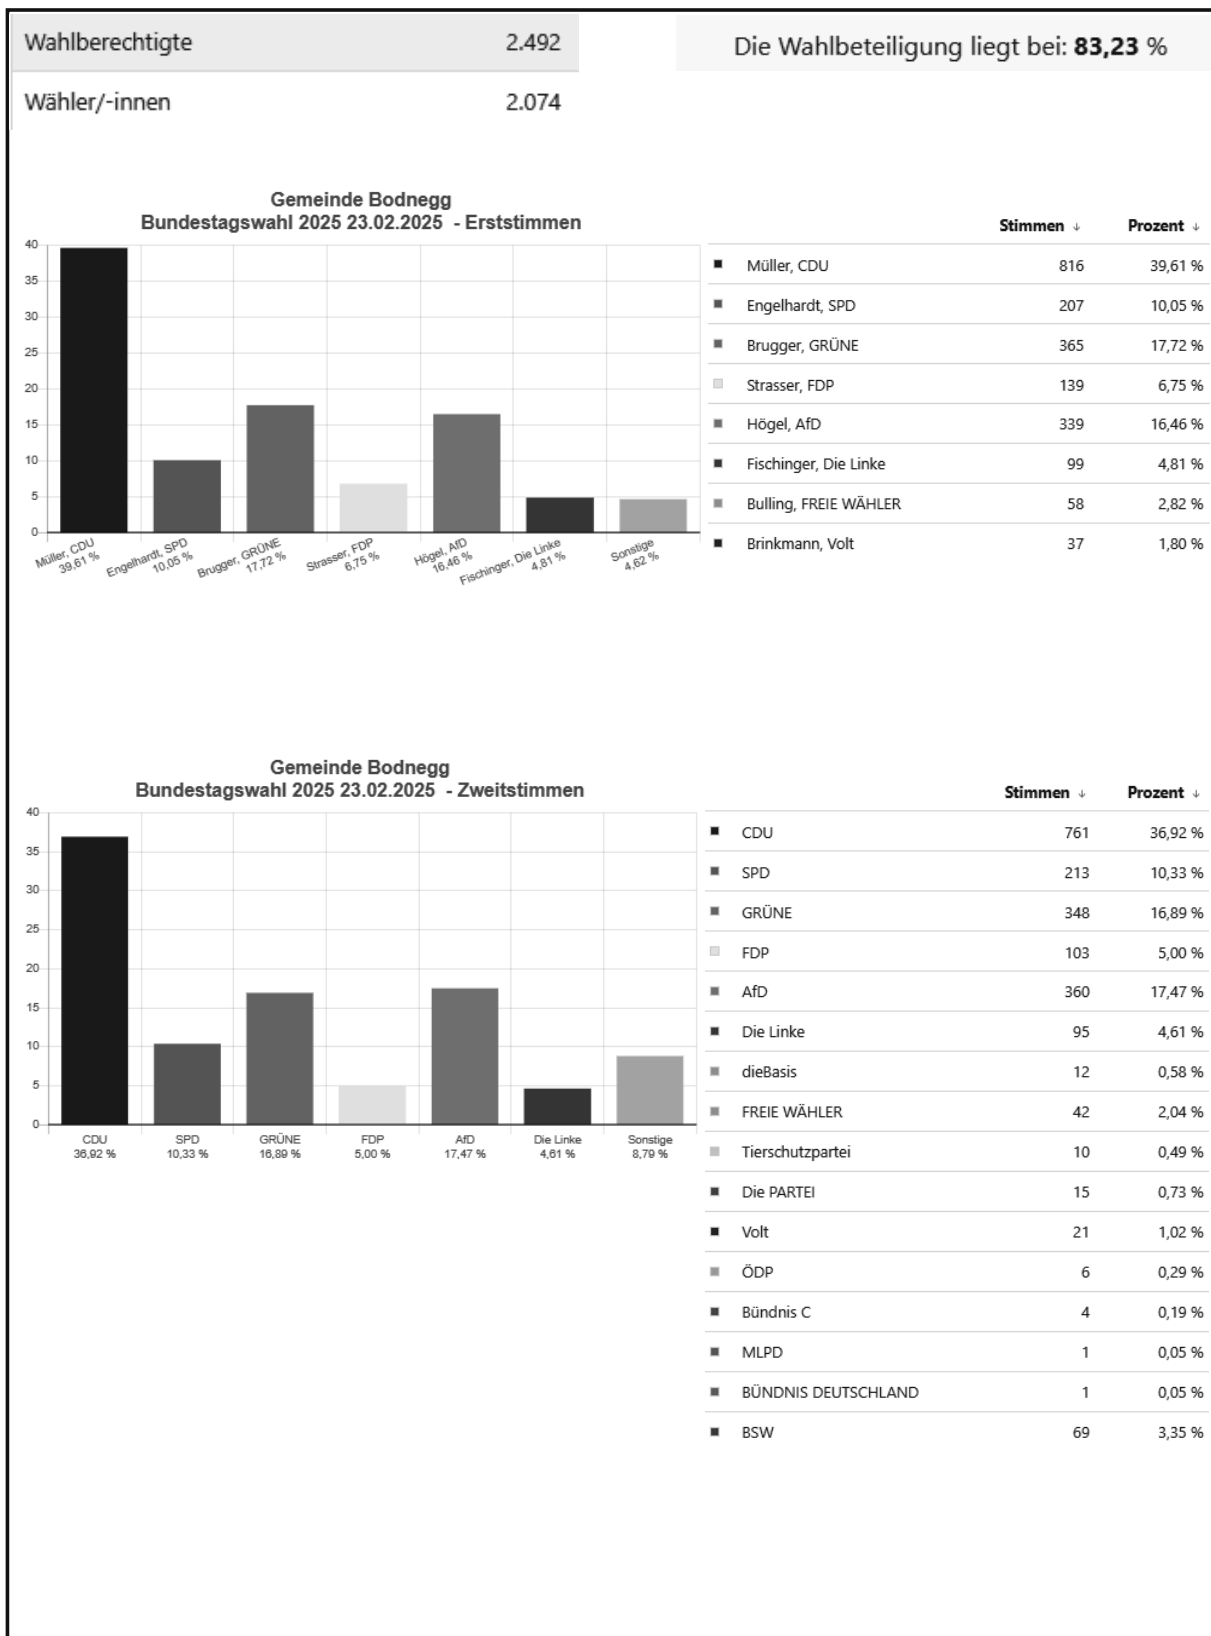 Wahlberechtigte 2.492
Die Wahlbeteiligung liegt bei: 83,23 %
Wähler/-innen 2.074
Gemeinde Bodnegg
Bundestagswahl 2025 23.02.2025 - Erststimmen
40
35
30
25
20
15
10
5
0
Müller, CDU
39,61 %
Engelhardt, SPD
10,05 %
Brugger, GRÜNE
17,72 %
Strasser, FDP
6,75 %
Högel, AfD
16,46 %
Fischinger, Die Linke
4,81 %
Sonstige
4,62 %
Stimmen ↓ Prozent ↓
Müller, CDU 816 39,61 %
Engelhardt, SPD 207 10,05 %
Brugger, GRÜNE 365 17,72 %
Strasser, FDP 139 6,75 %
Högel, AfD 339 16,46 %
Fischinger, Die Linke 99 4,81 %
Bulling, FREIE WÄHLER 58 2,82 %
Brinkmann, Volt 37 1,80 %
Gemeinde Bodnegg
Bundestagswahl 2025 23.02.2025 - Zweitstimmen
40
35
30
25
20
15
10
5
0
CDU
36,92 %
SPD
10,33 %
GRÜNE
16,89 %
FDP
5,00 %
AfD
17,47 %
Die Linke
4,61 %
Sonstige
8,79 %
Stimmen ↓ Prozent ↓
CDU 761 36,92 %
SPD 213 10,33 %
GRÜNE 348 16,89 %
FDP 103 5,00 %
AfD 360 17,47 %
Die Linke 95 4,61 %
dieBasis 12 0,58 %
FREIE WÄHLER 42 2,04 %
Tierschutzpartei 10 0,49 %
Die PARTEI 15 0,73 %
Volt 21 1,02 %
ÖDP 6 0,29 %
Bündnis C 4 0,19 %
MLPD 1 0,05 %
BÜNDNIS DEUTSCHLAND 1 0,05 %
BSW 69 3,35 %